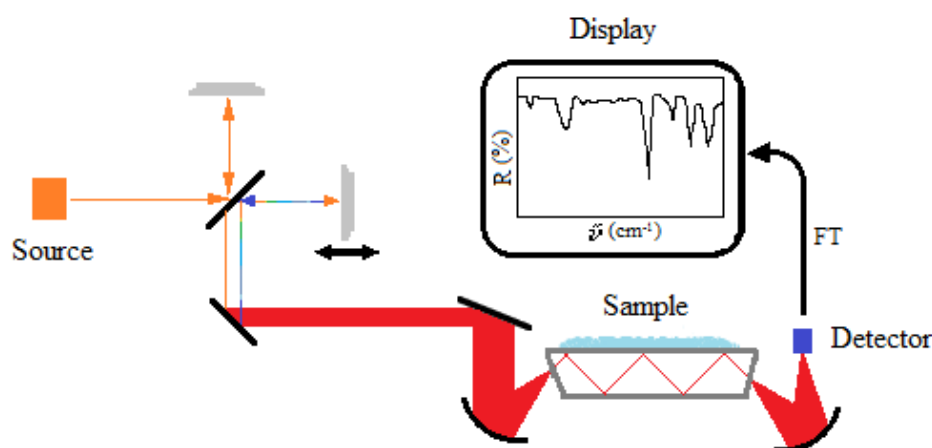 Display
R (%)
ν̃ (cm⁻¹)
Source
FT
Sample
Detector